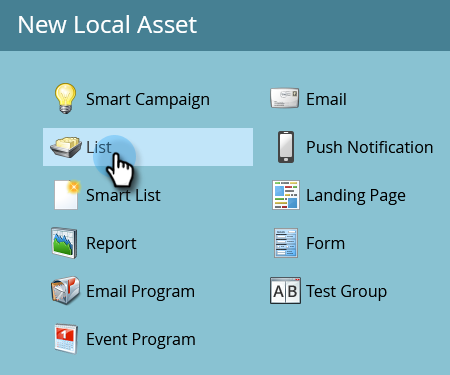 New Local Asset
Smart Campaign
List
Smart List
Report
Email Program
Event Program
Email
Push Notification
Landing Page
Form
A B Test Group